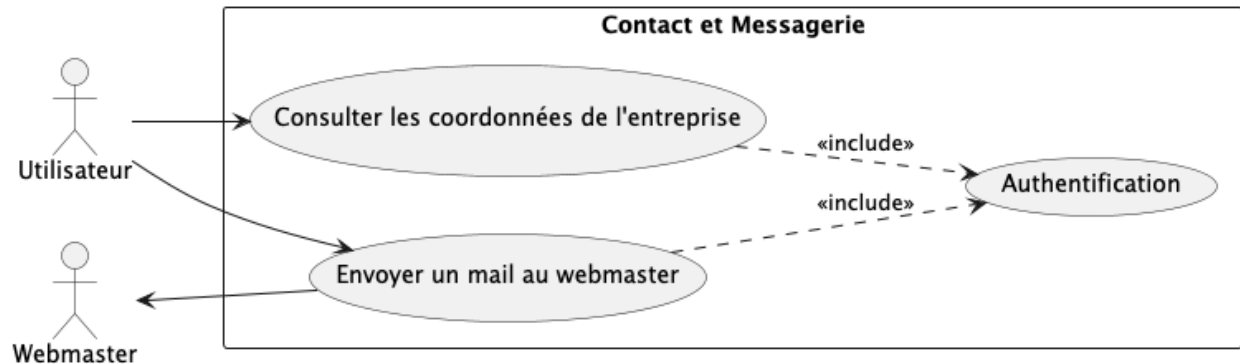 Contact et Messagerie
Consulter les coordonnées de l'entreprise
«include»
Utilisateur
Authentification
«include»
Envoyer un mail au webmaster
Webmaster